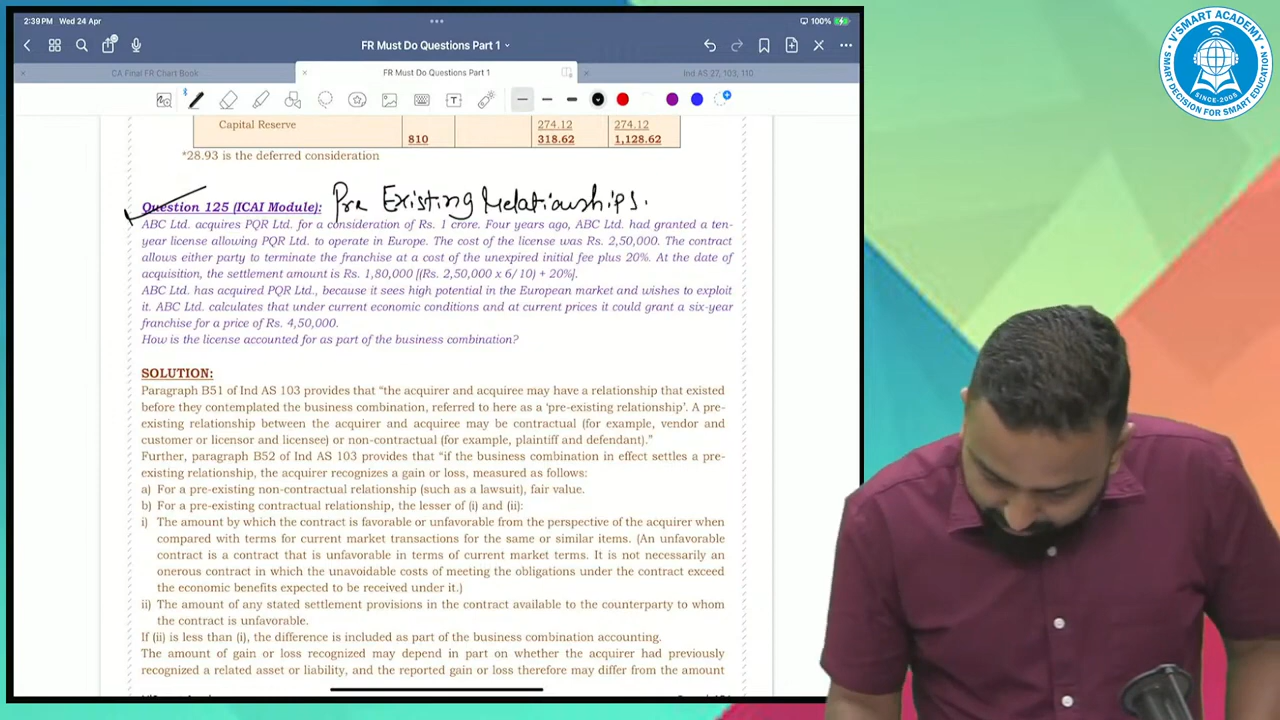 2:39 PM Wed 24 Apr
100%
FR Must Do Questions Part 1
CA Final FR Chart Book
FR Must Do Questions Part 1
Ind AS 27, 103, 110
Capital Reserve 274.12 274.12
810 318.62 1,128.62
*28.93 is the deferred consideration
Question 125 (ICAI Module): Pre Existing Relationships.
ABC Ltd. acquires PQR Ltd. for a consideration of Rs. 1 crore. Four years ago, ABC Ltd. had granted a ten-
year license allowing PQR Ltd. to operate in Europe. The cost of the license was Rs. 2,50,000. The contract
allows either party to terminate the franchise at a cost of the unexpired initial fee plus 20%. At the date of
acquisition, the settlement amount is Rs. 1,80,000 [(Rs. 2,50,000 x 6/10) + 20%].
ABC Ltd. has acquired PQR Ltd., because it sees high potential in the European market and wishes to exploit
it. ABC Ltd. calculates that under current economic conditions and at current prices it could grant a six-year
franchise for a price of Rs. 4,50,000.
How is the license accounted for as part of the business combination?
SOLUTION:
Paragraph B51 of Ind AS 103 provides that “the acquirer and acquiree may have a relationship that existed
before they contemplated the business combination, referred to here as a ‘pre-existing relationship’. A pre-
existing relationship between the acquirer and acquiree may be contractual (for example, vendor and
customer or licensor and licensee) or non-contractual (for example, plaintiff and defendant).”
Further, paragraph B52 of Ind AS 103 provides that “if the business combination in effect settles a pre-
existing relationship, the acquirer recognizes a gain or loss, measured as follows:
a) For a pre-existing non-contractual relationship (such as a lawsuit), fair value.
b) For a pre-existing contractual relationship, the lesser of (i) and (ii):
i) The amount by which the contract is favorable or unfavorable from the perspective of the acquirer when
compared with terms for current market transactions for the same or similar items. (An unfavorable
contract is a contract that is unfavorable in terms of current market terms. It is not necessarily an
onerous contract in which the unavoidable costs of meeting the obligations under the contract exceed
the economic benefits expected to be received under it.)
ii) The amount of any stated settlement provisions in the contract available to the counterparty to whom
the contract is unfavorable.
If (ii) is less than (i), the difference is included as part of the business combination accounting.
The amount of gain or loss recognized may depend in part on whether the acquirer had previously
recognized a related asset or liability, and the reported gain or loss therefore may differ from the amount
V'SMART ACADEMY
SMART DECISION FOR SMART EDUCATION
SINCE-2008